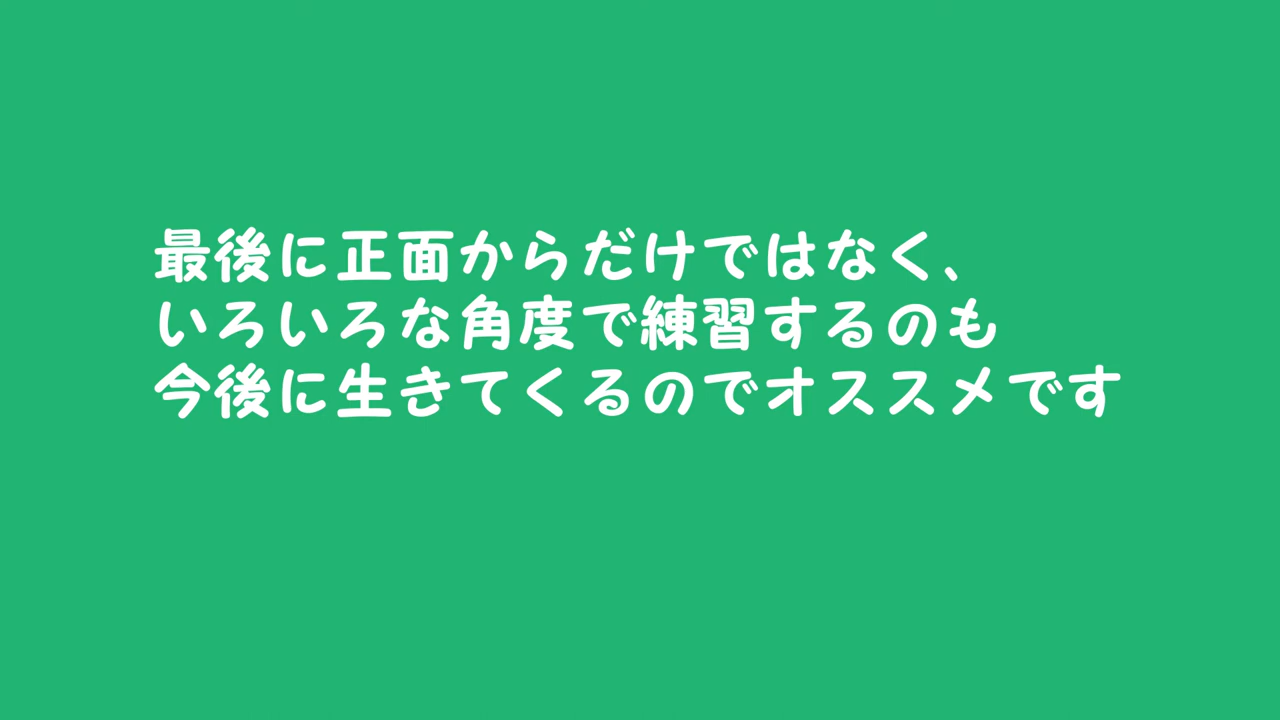 最後に正面からだけではなく、
いろいろな角度で練習するのも
今後に生きてくるのでオススメです